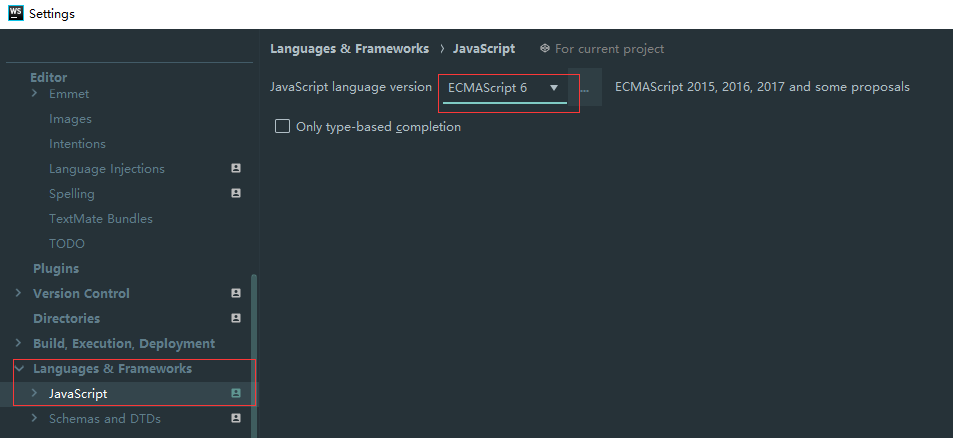 WS Settings
Languages & Frameworks › JavaScript For current project
Editor
JavaScript language version ECMAScript 6 ... ECMAScript 2015, 2016, 2017 and some proposals
Emmet
Images
Only type-based completion
Intentions
Language Injections
Spelling
TextMate Bundles
TODO
Plugins
Version Control
Directories
Build, Execution, Deployment
Languages & Frameworks
JavaScript
Schemas and DTDs